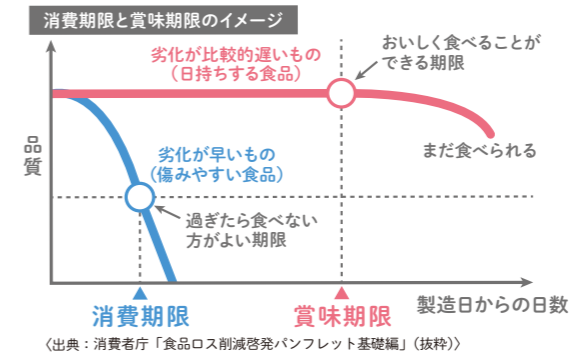 消費期限と賞味期限のイメージ
劣化が比較的遅いもの
（日持ちする食品）
おいしく食べることが
できる期限
まだ食べられる
品質
劣化が早いもの
（傷みやすい食品）
過ぎたら食べない
方がよい期限
消費期限
賞味期限
製造日からの日数
〈出典：消費者庁「食品ロス削減啓発パンフレット基礎編」（抜粋）〉